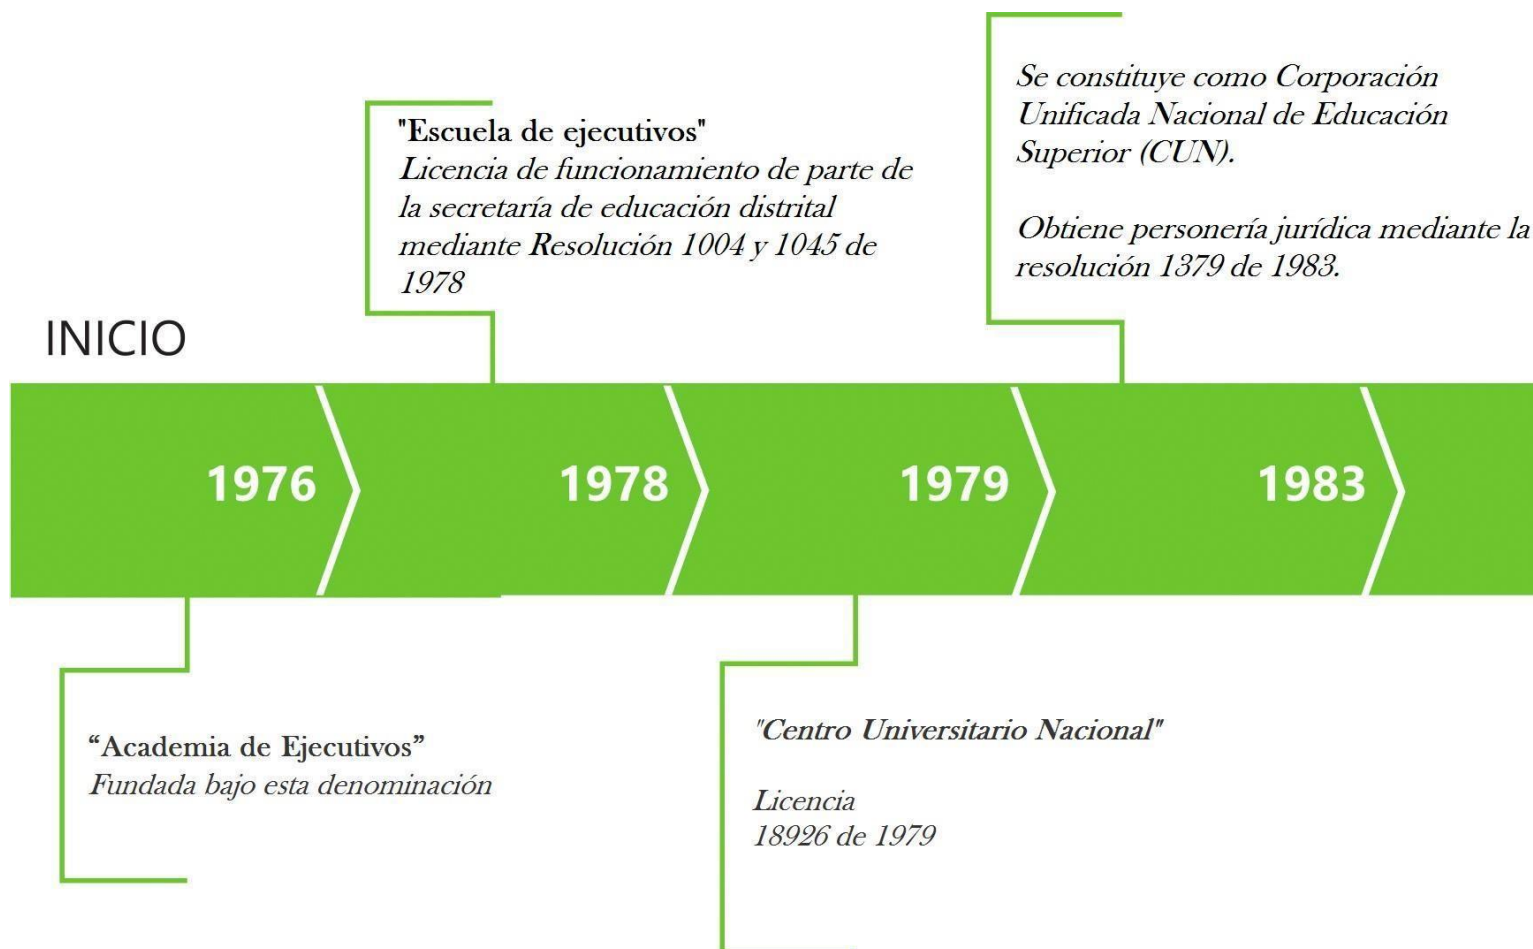 Se constituye como Corporación
Unificada Nacional de Educación
Superior (CUN).
Obtiene personería jurídica mediante la
resolución 1379 de 1983.
"Escuela de ejecutivos"
Licencia de funcionamiento de parte de
la secretaría de educación distrital
mediante Resolución 1004 y 1045 de
1978
INICIO
1976
1978
1979
1983
“Academia de Ejecutivos”
Fundada bajo esta denominación
"Centro Universitario Nacional"
Licencia
18926 de 1979